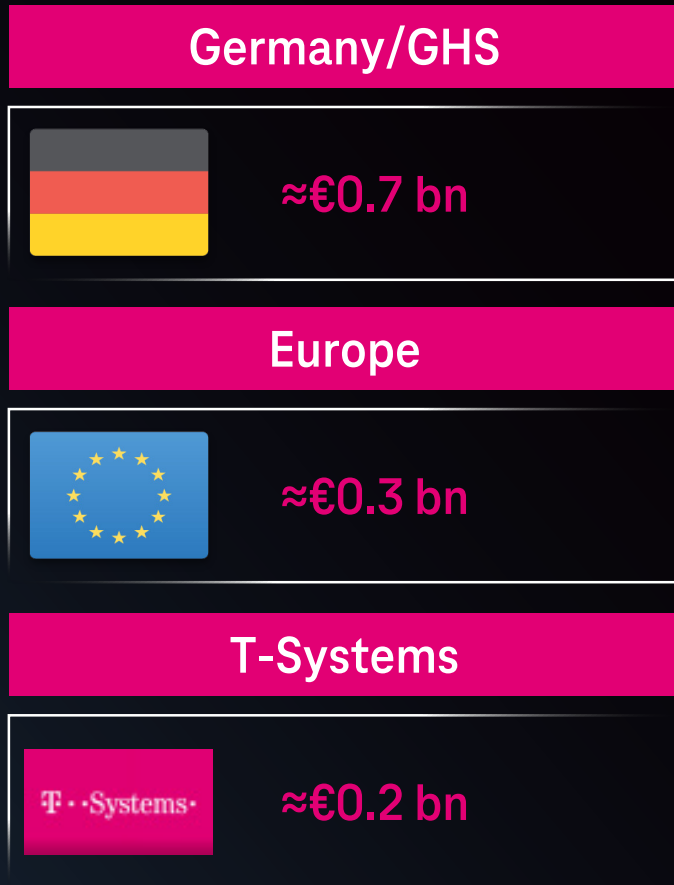 Germany/GHS
≈€0.7 bn
Europe
≈€0.3 bn
T-Systems
T··Systems·
≈€0.2 bn